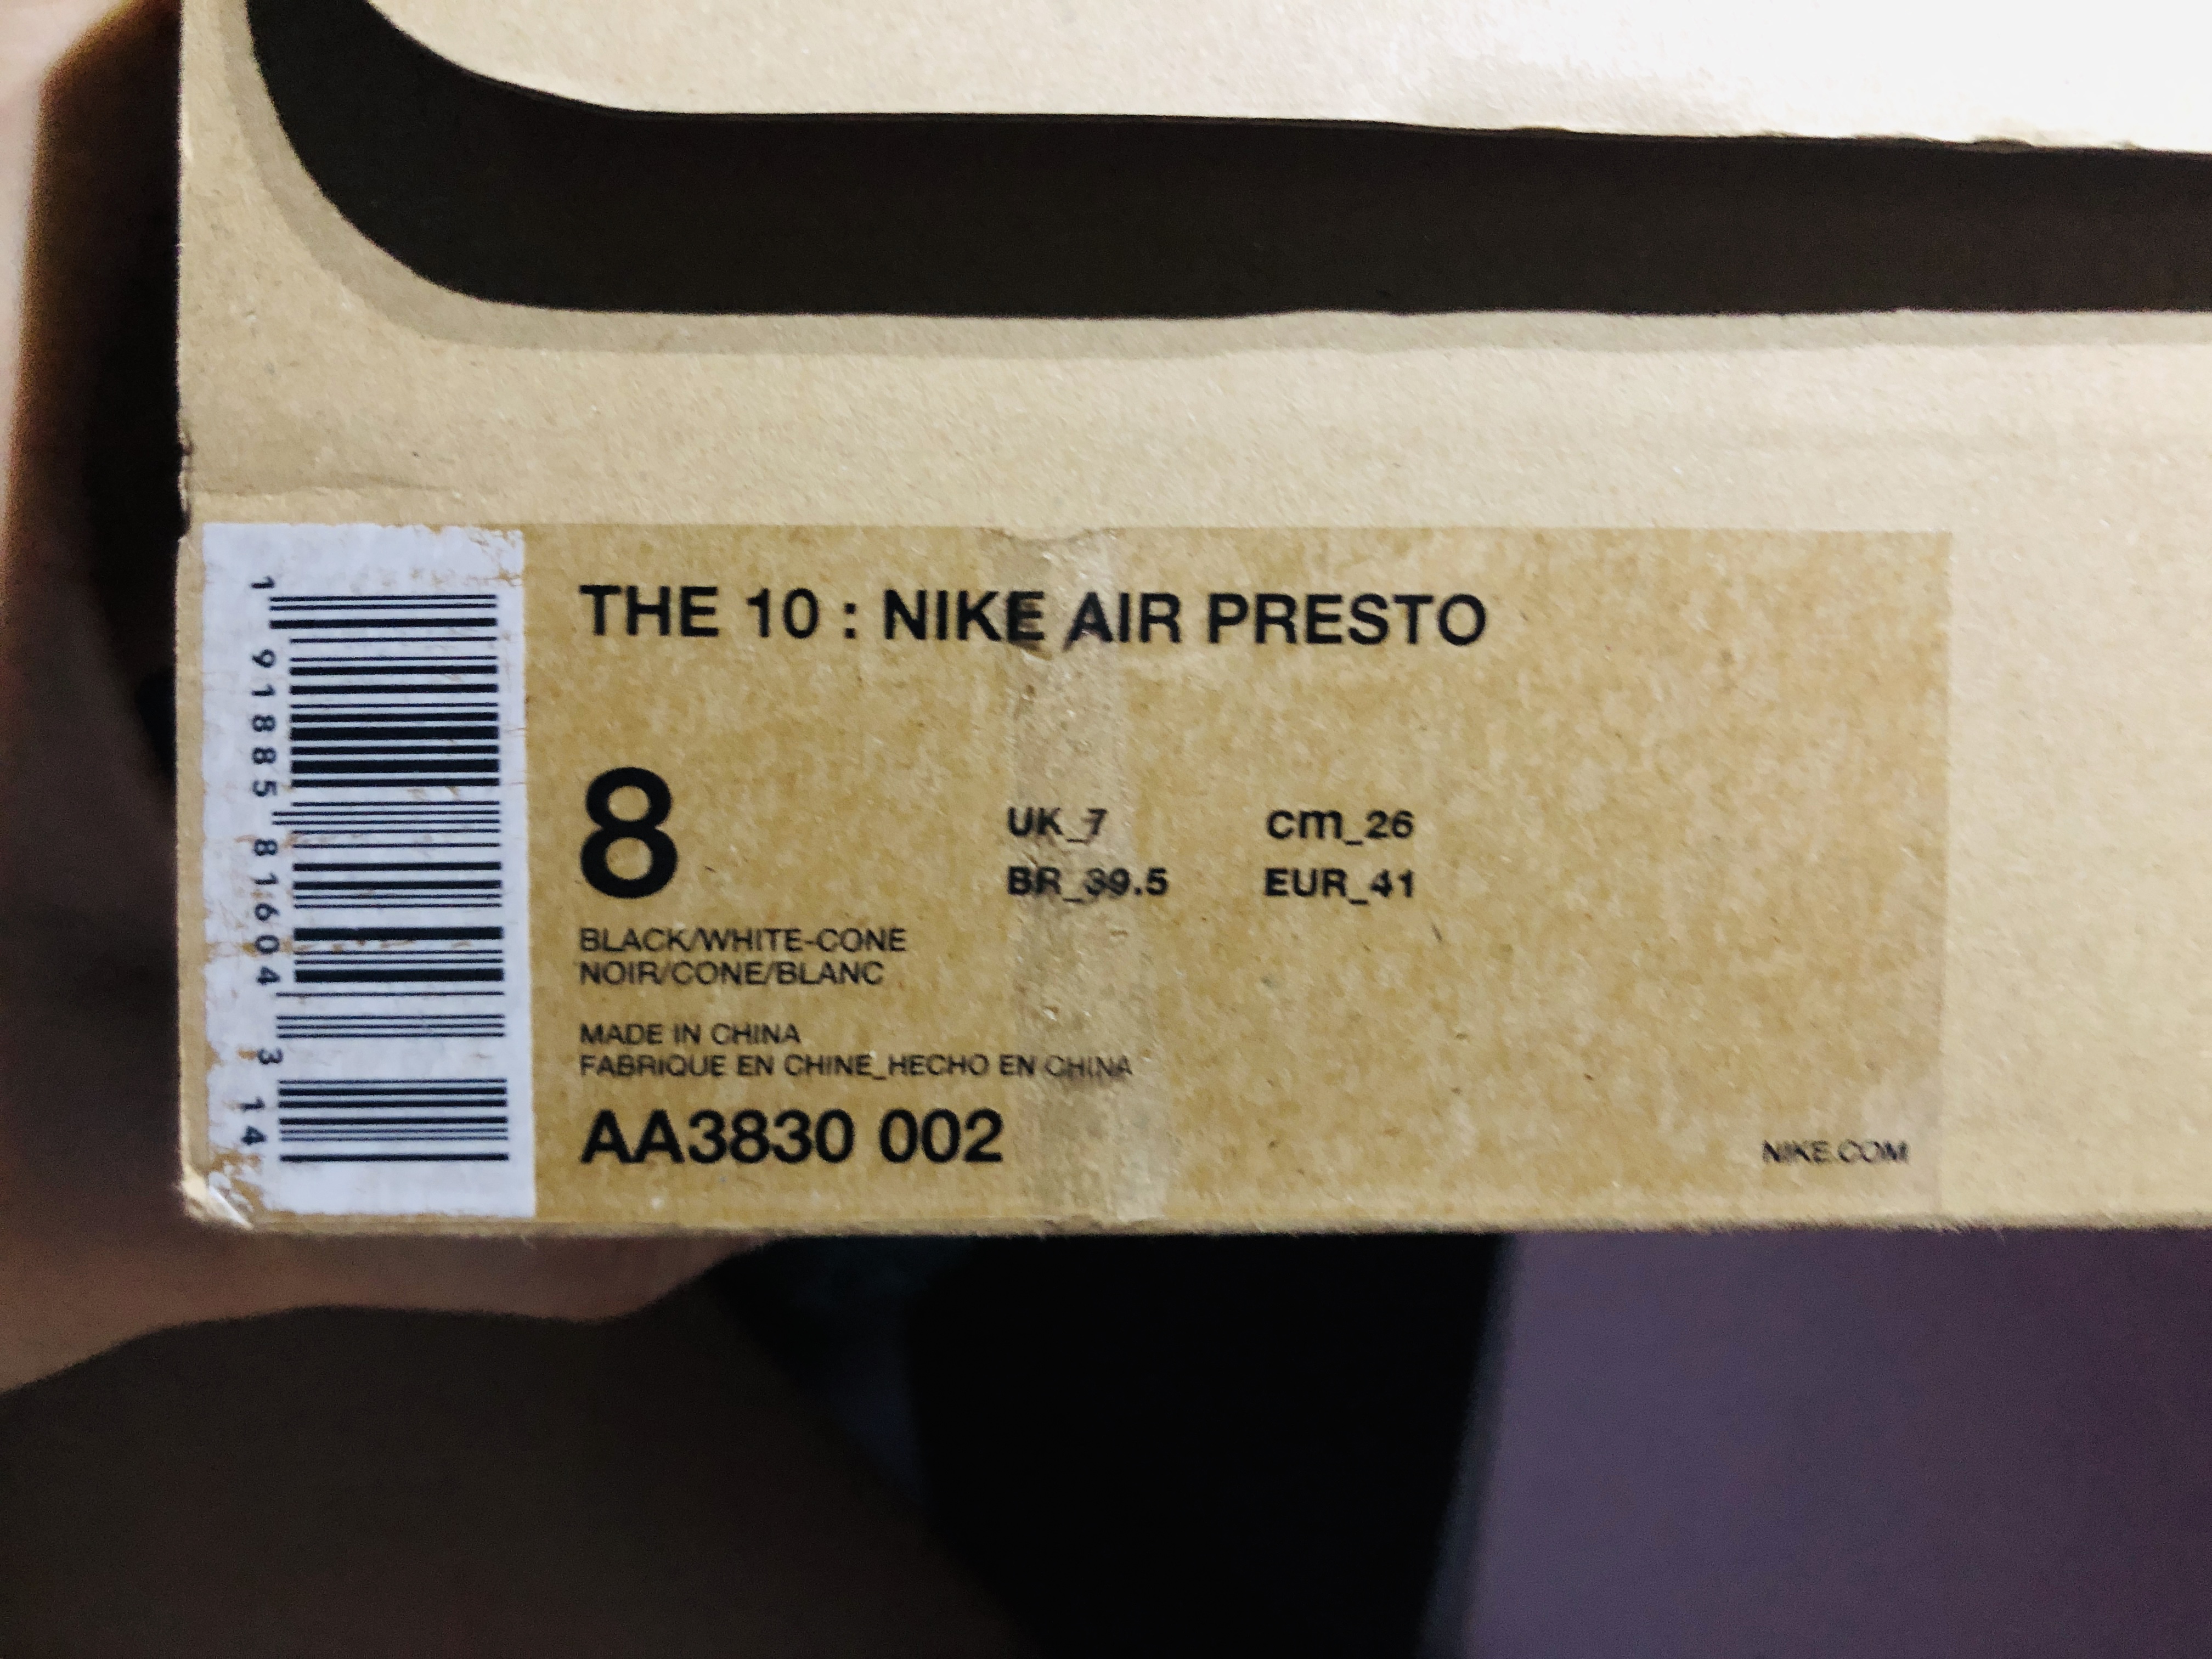 THE 10 : NIKE AIR PRESTO
8
UK_7 cm_26
BR_39.5 EUR_41
BLACK/WHITE-CONE
NOIR/CONE/BLANC
MADE IN CHINA
FABRIQUE EN CHINE_HECHO EN CHINA
AA3830 002
NIKE.COM
1 91885 81604 3 14